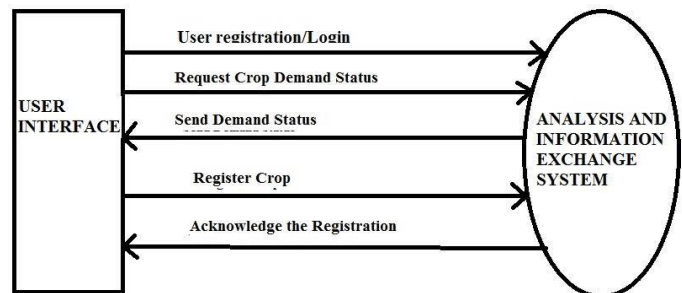 User registration/Login
Request Crop Demand Status
USER
INTERFACE
Send Demand Status
ANALYSIS AND
INFORMATION
EXCHANGE
SYSTEM
Register Crop
Acknowledge the Registration